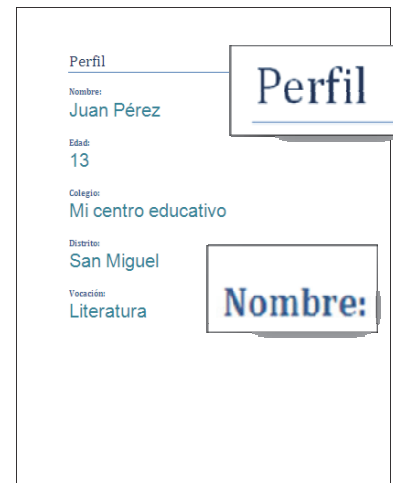 Perfil
Perfil
Nombre:
Juan Pérez
Edad:
13
Colegio:
Mi centro educativo
Distrito:
San Miguel
Nombre:
Vocación:
Literatura